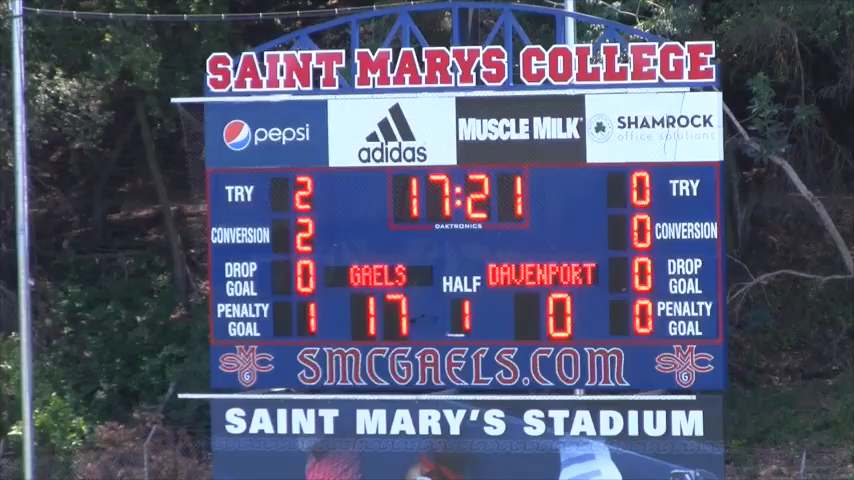 SAINT MARYS COLLEGE
pepsi adidas MUSCLE MILK SHAMROCK
office solutions
TRY 2 17:21 0 TRY
DAKTRONICS
CONVERSION 2 0 CONVERSION
DROP GOAL 0 GAELS HALF DAVENPORT 0 DROP GOAL
PENALTY GOAL 1 17 1 0 0 PENALTY GOAL
SMC G SMCGAELS.COM SMC G
SAINT MARY'S STADIUM